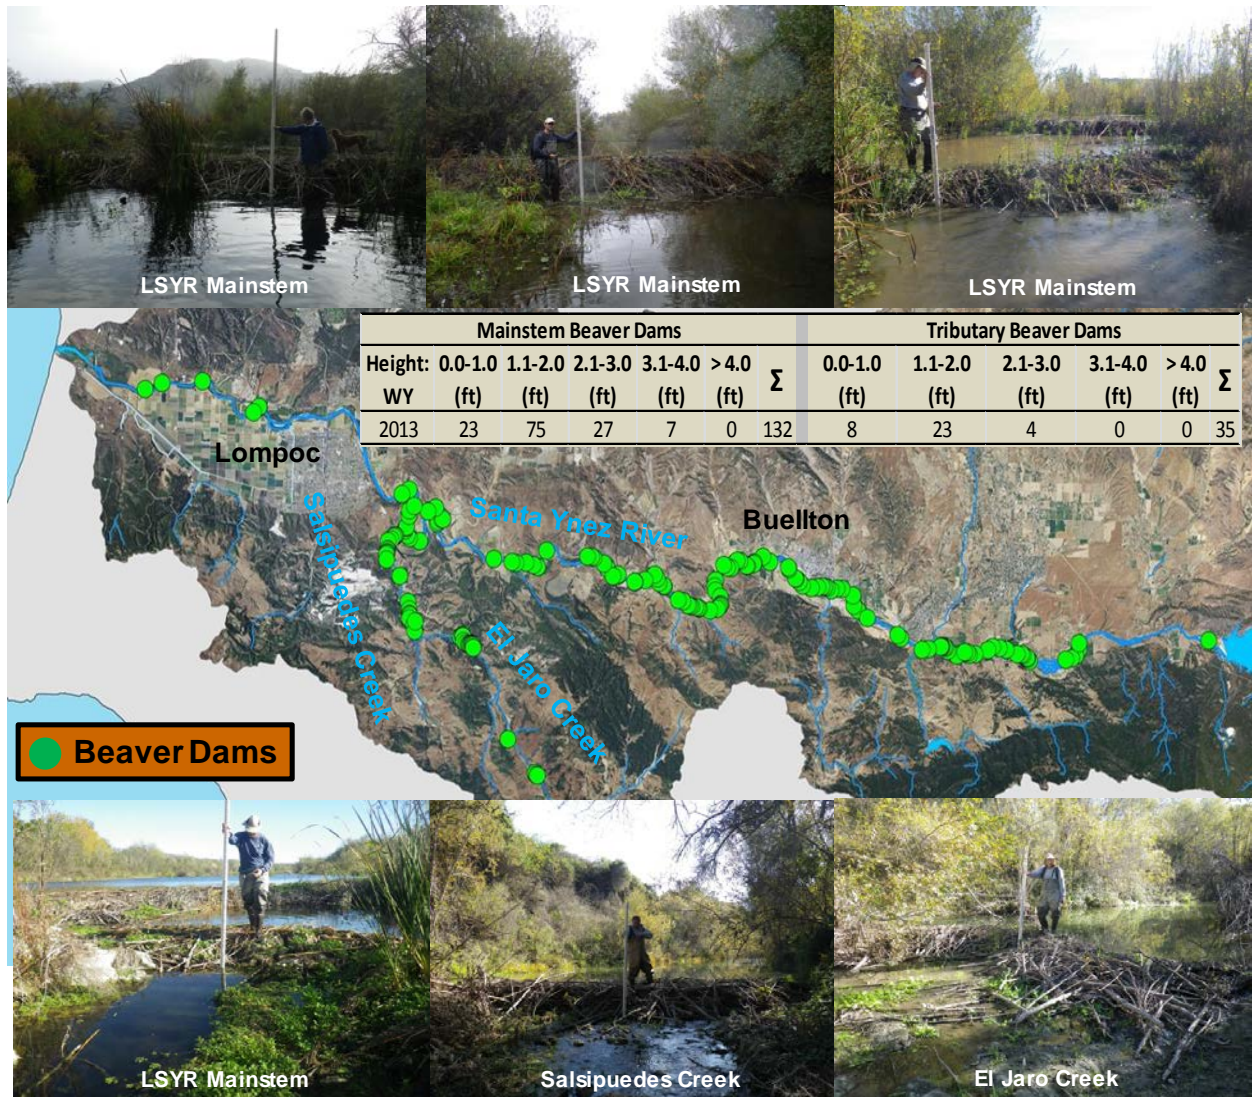 LSYR Mainstem
LSYR Mainstem
LSYR Mainstem
Mainstem Beaver Dams Tributary Beaver Dams
Height: 0.0-1.0 1.1-2.0 2.1-3.0 3.1-4.0 > 4.0 Σ 0.0-1.0 1.1-2.0 2.1-3.0 3.1-4.0 > 4.0 Σ
WY (ft) (ft) (ft) (ft) (ft) (ft) (ft) (ft) (ft) (ft)
2013 23 75 27 7 0 132 8 23 4 0 0 35
Lompoc
Salsipuedes Creek
Santa Ynez River
Buellton
El Jaro Creek
Beaver Dams
LSYR Mainstem
Salsipuedes Creek
El Jaro Creek